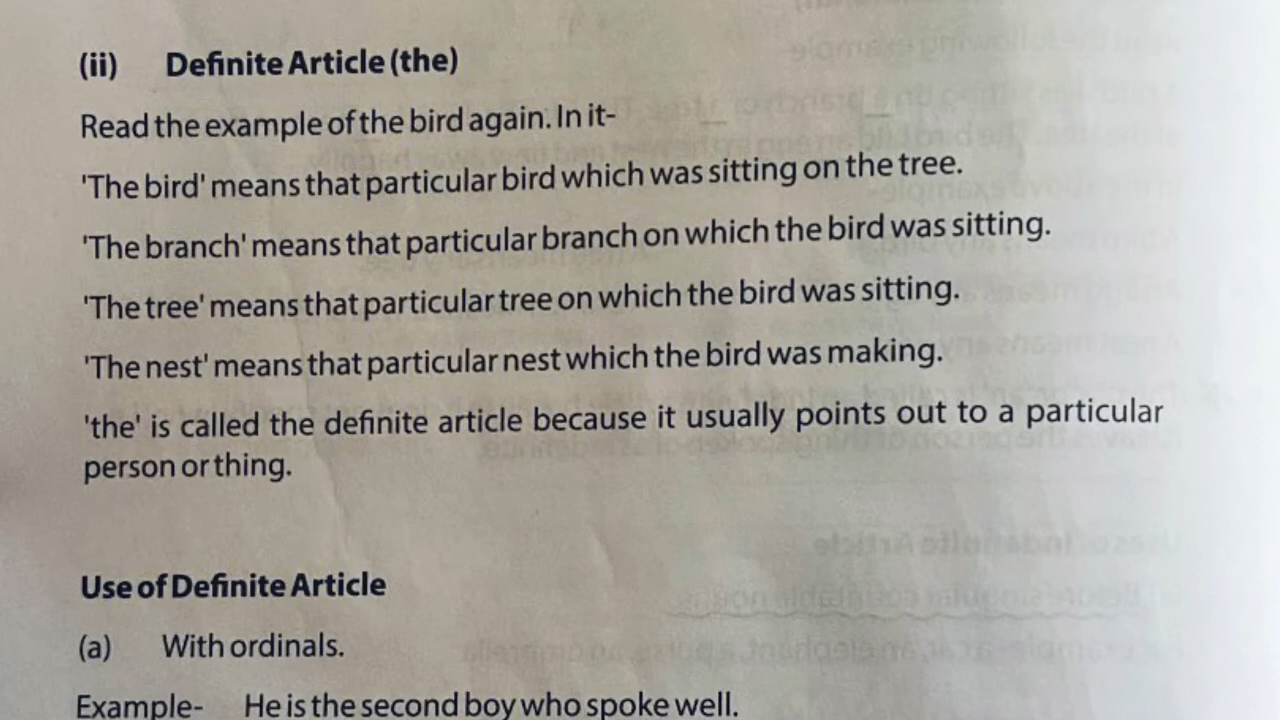 (ii) Definite Article (the)
Read the example of the bird again. In it-
'The bird' means that particular bird which was sitting on the tree.
'The branch' means that particular branch on which the bird was sitting.
'The tree' means that particular tree on which the bird was sitting.
'The nest' means that particular nest which the bird was making.
'the' is called the definite article because it usually points out to a particular
person or thing.
Use of Definite Article
(a) With ordinals.
Example- He is the second boy who spoke well.